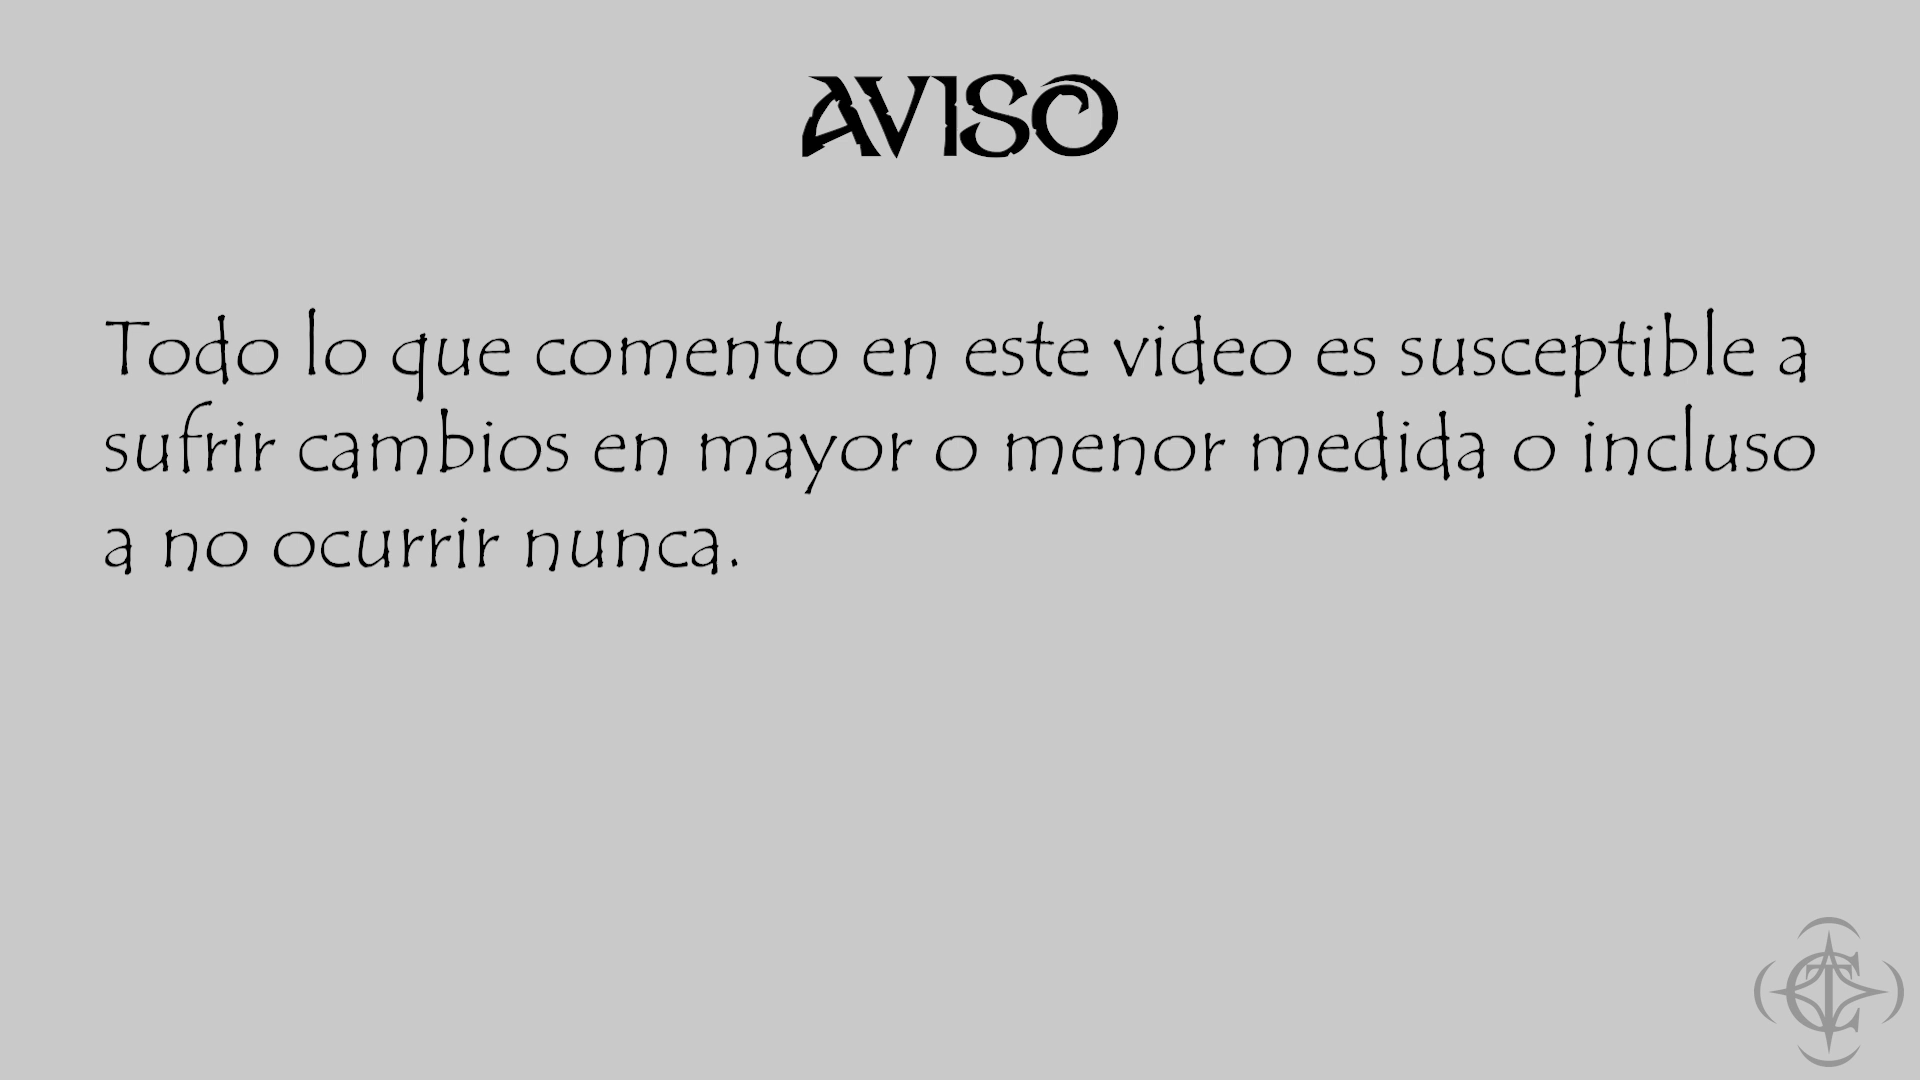 AVISO
Todo lo que comento en este video es susceptible a
sufrir cambios en mayor o menor medida o incluso
a no ocurrir nunca.